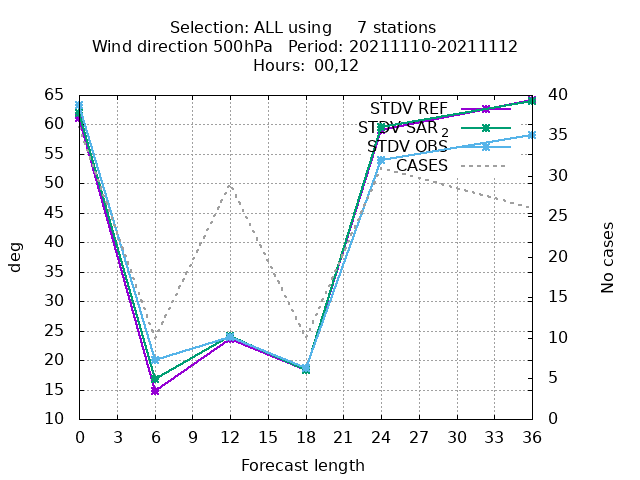 Selection: ALL using     7 stations
Wind direction 500hPa   Period: 20211110-20211112
Hours:  00,12
65
60
55
50
45
40
35
30
25
20
15
10
deg
STDV REF
STDV SAR 2
STDV OBS
CASES
40
35
30
25
20
15
10
5
0
No cases
0 3 6 9 12 15 18 21 24 27 30 33 36
Forecast length